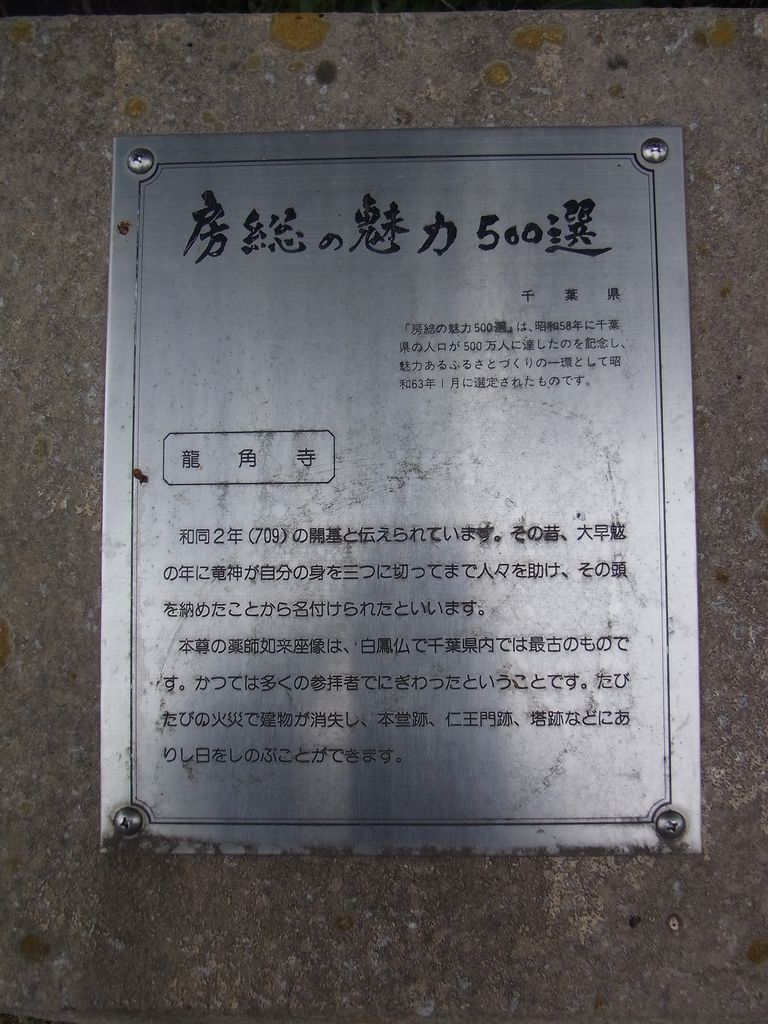 房総の魅力500選
千葉県
「房総の魅力500選」は、昭和58年に千葉
県の人口が500万人に達したのを記念し、
魅力あるふるさとづくりの一環として昭
和63年1月に選定されたものです。
龍角寺
和同2年(709)の開基と伝えられています。その昔、大旱魃
の年に竜神が自分の身を三つに切ってまで人々を助け、その頭
を納めたことから名付けられたといいます。
本尊の薬師如来座像は、白鳳仏で千葉県内では最古のもので
す。かつては多くの参拝者でにぎわったということです。たび
たびの火災で建物が消失し、本堂跡、仁王門跡、塔跡などにあ
りし日をしのぶことができます。